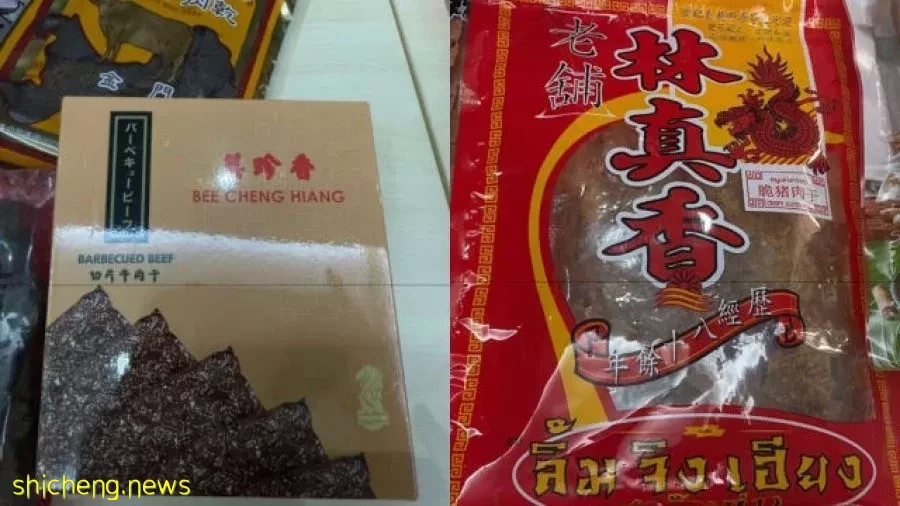 金門
バーベキュービーフ
美珍香
BEE CHENG HIANG
BARBECUED BEEF
切片牛肉干
老舖
林真香
脆猪肉干
歷經八十餘年
ลิ้มจิงเฮียง
shicheng.news